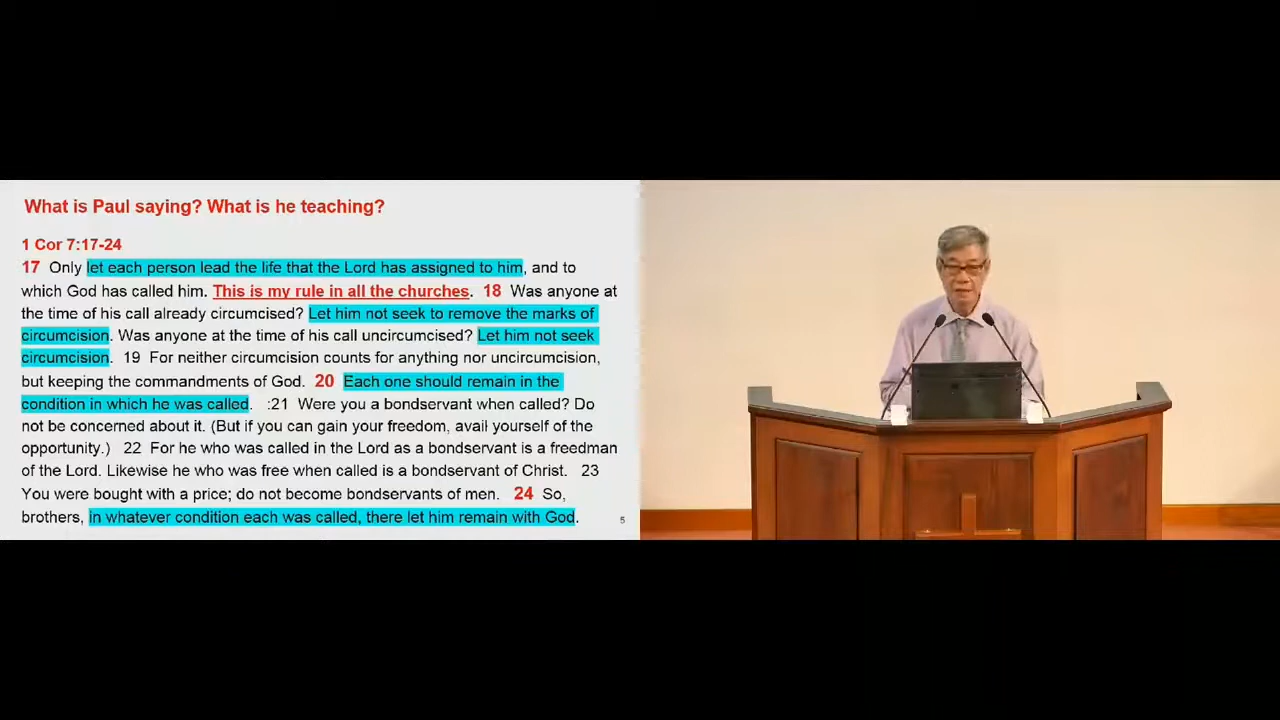 What is Paul saying? What is he teaching?
1 Cor 7:17-24
17 Only let each person lead the life that the Lord has assigned to him, and to
which God has called him. This is my rule in all the churches. 18 Was anyone at
the time of his call already circumcised? Let him not seek to remove the marks of
circumcision. Was anyone at the time of his call uncircumcised? Let him not seek
circumcision. 19 For neither circumcision counts for anything nor uncircumcision,
but keeping the commandments of God. 20 Each one should remain in the
condition in which he was called. :21 Were you a bondservant when called? Do
not be concerned about it. (But if you can gain your freedom, avail yourself of the
opportunity.) 22 For he who was called in the Lord as a bondservant is a freedman
of the Lord. Likewise he who was free when called is a bondservant of Christ. 23
You were bought with a price; do not become bondservants of men. 24 So,
brothers, in whatever condition each was called, there let him remain with God.
5